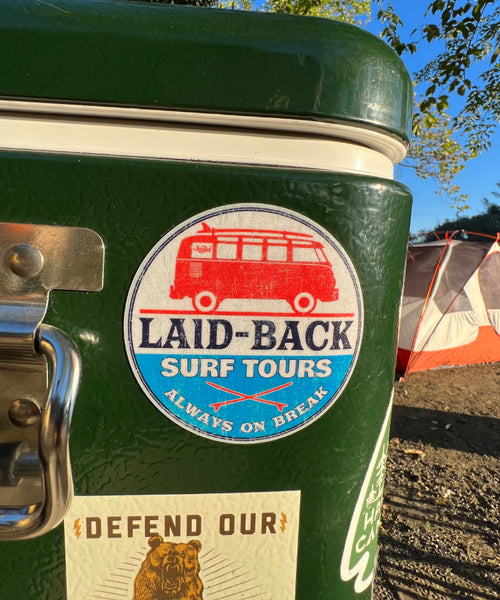 LAID-BACK
SURF TOURS
ALWAYS ON BREAK
DEFEND OUR